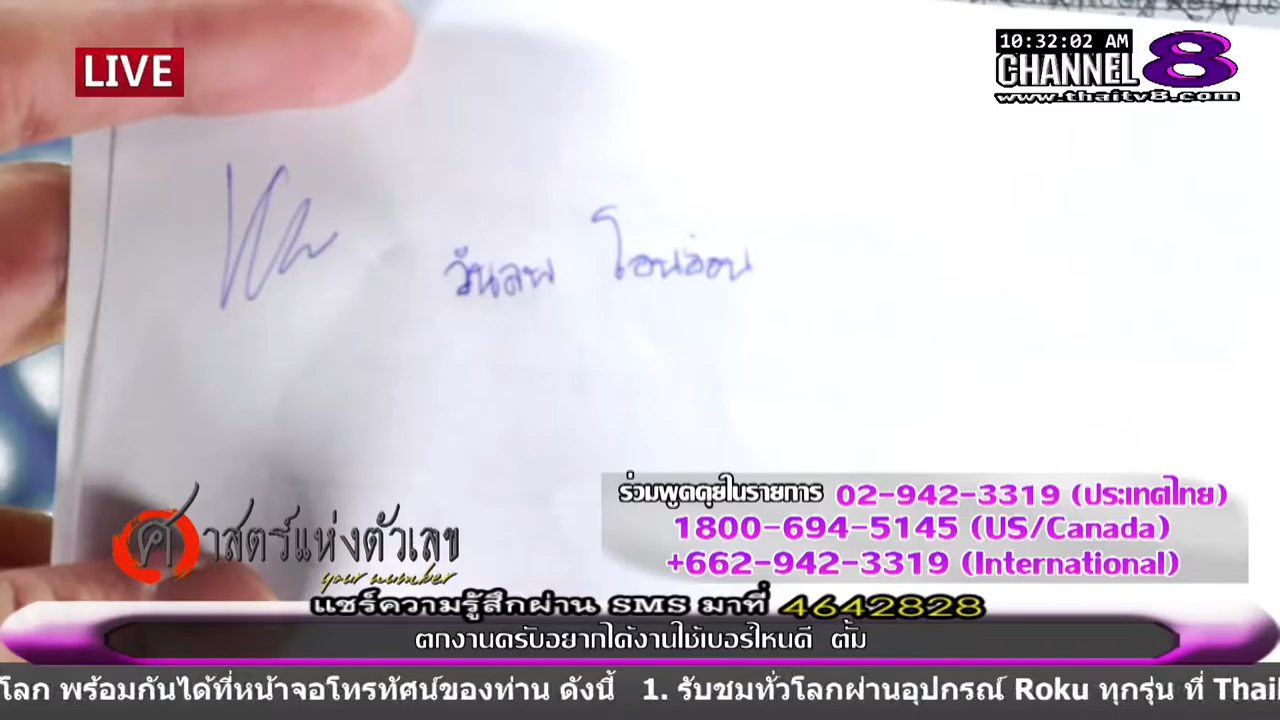 LIVE
10:32:02 AM
CHANNEL 8
www.thaitv8.com
วันลพ โอนอ่อน
ร่วมพูดคุยในรายการ 02-942-3319 (ประเทศไทย)
1800-694-5145 (US/Canada)
+662-942-3319 (International)
ศาสตร์แห่งตัวเลข
your number
แชร์ความรู้สึกผ่าน SMS มาที่ 4642828
ตกงานครับอยากได้งานใช้เบอร์ไหนดี ตั้ม
โลก พร้อมกันได้ที่หน้าจอโทรทัศน์ของท่าน ดังนี้ 1. รับชมทั่วโลกผ่านอุปกรณ์ Roku ทุกรุ่น ที่